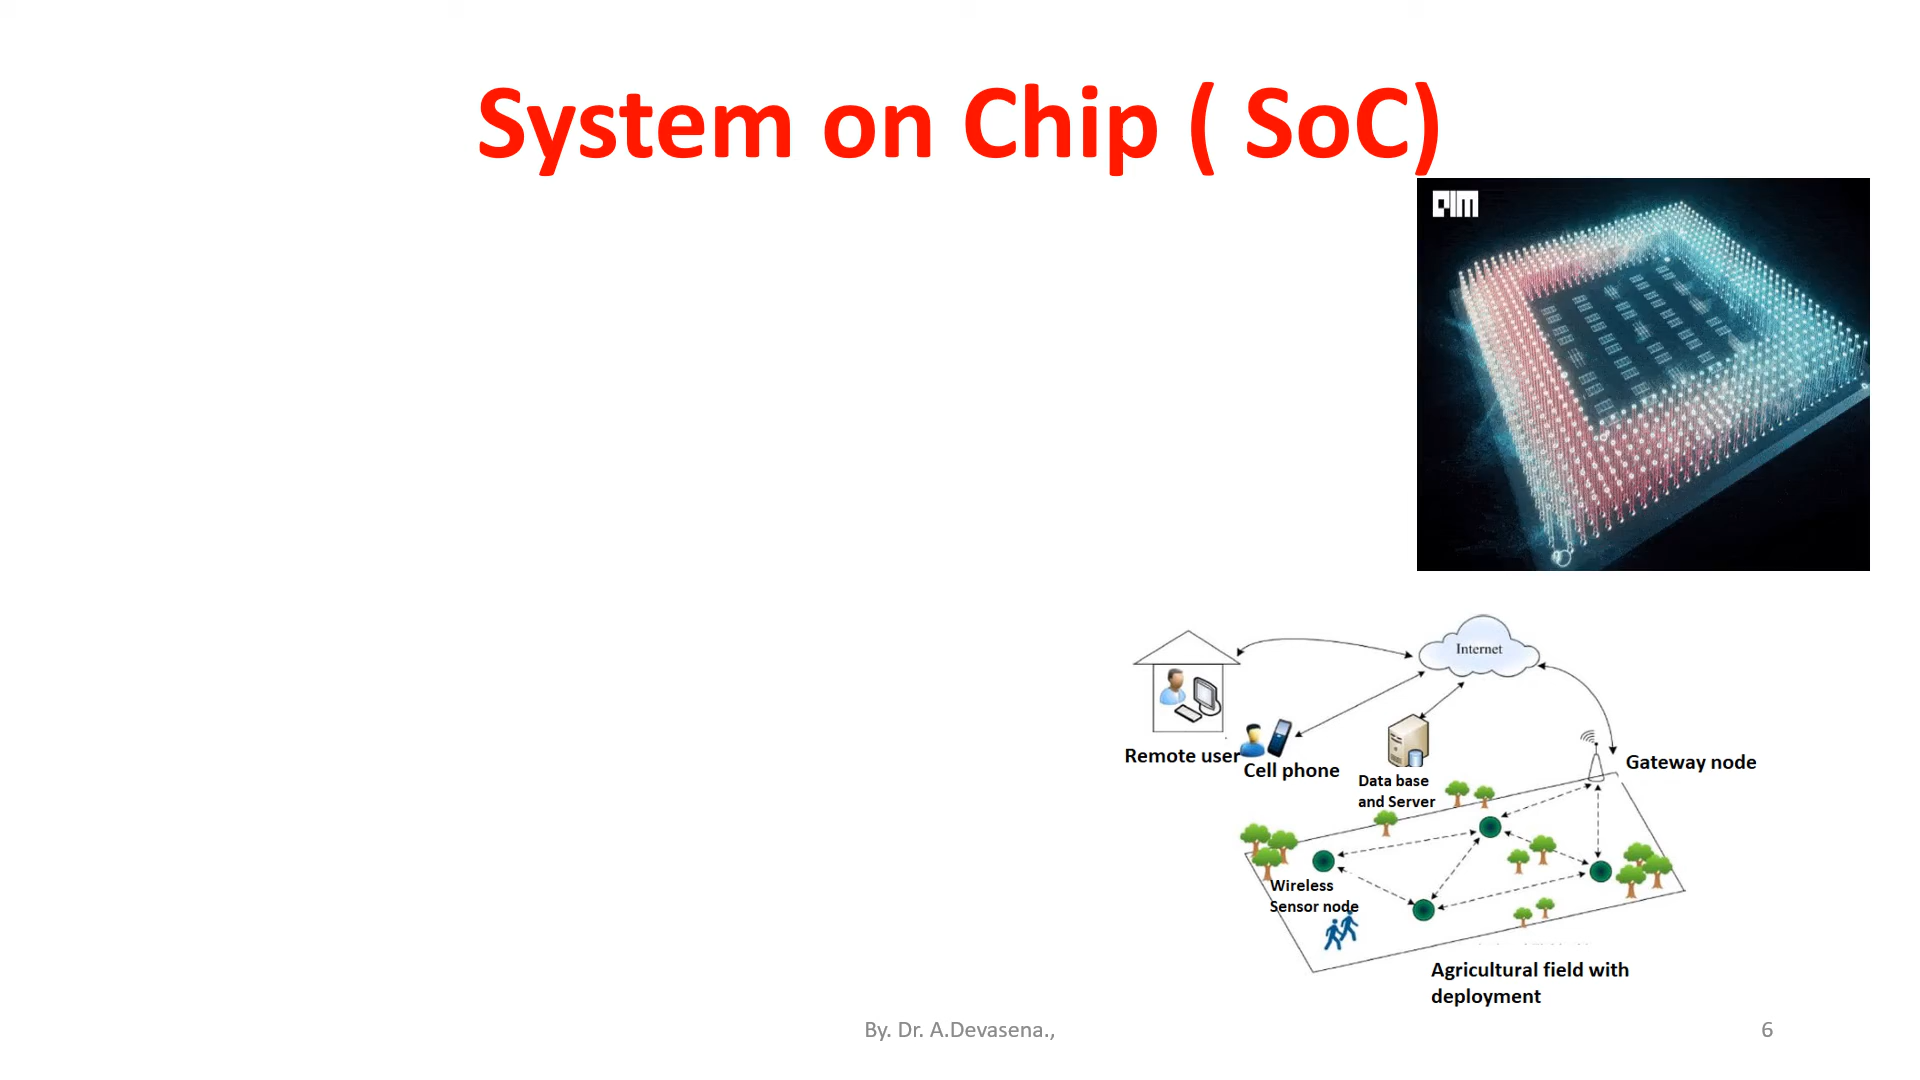 System on Chip ( SoC)
AIM
Internet
Remote user
Cell phone
Data base
and Server
Gateway node
Wireless
Sensor node
Agricultural field with
deployment
By. Dr. A.Devasena.,
6